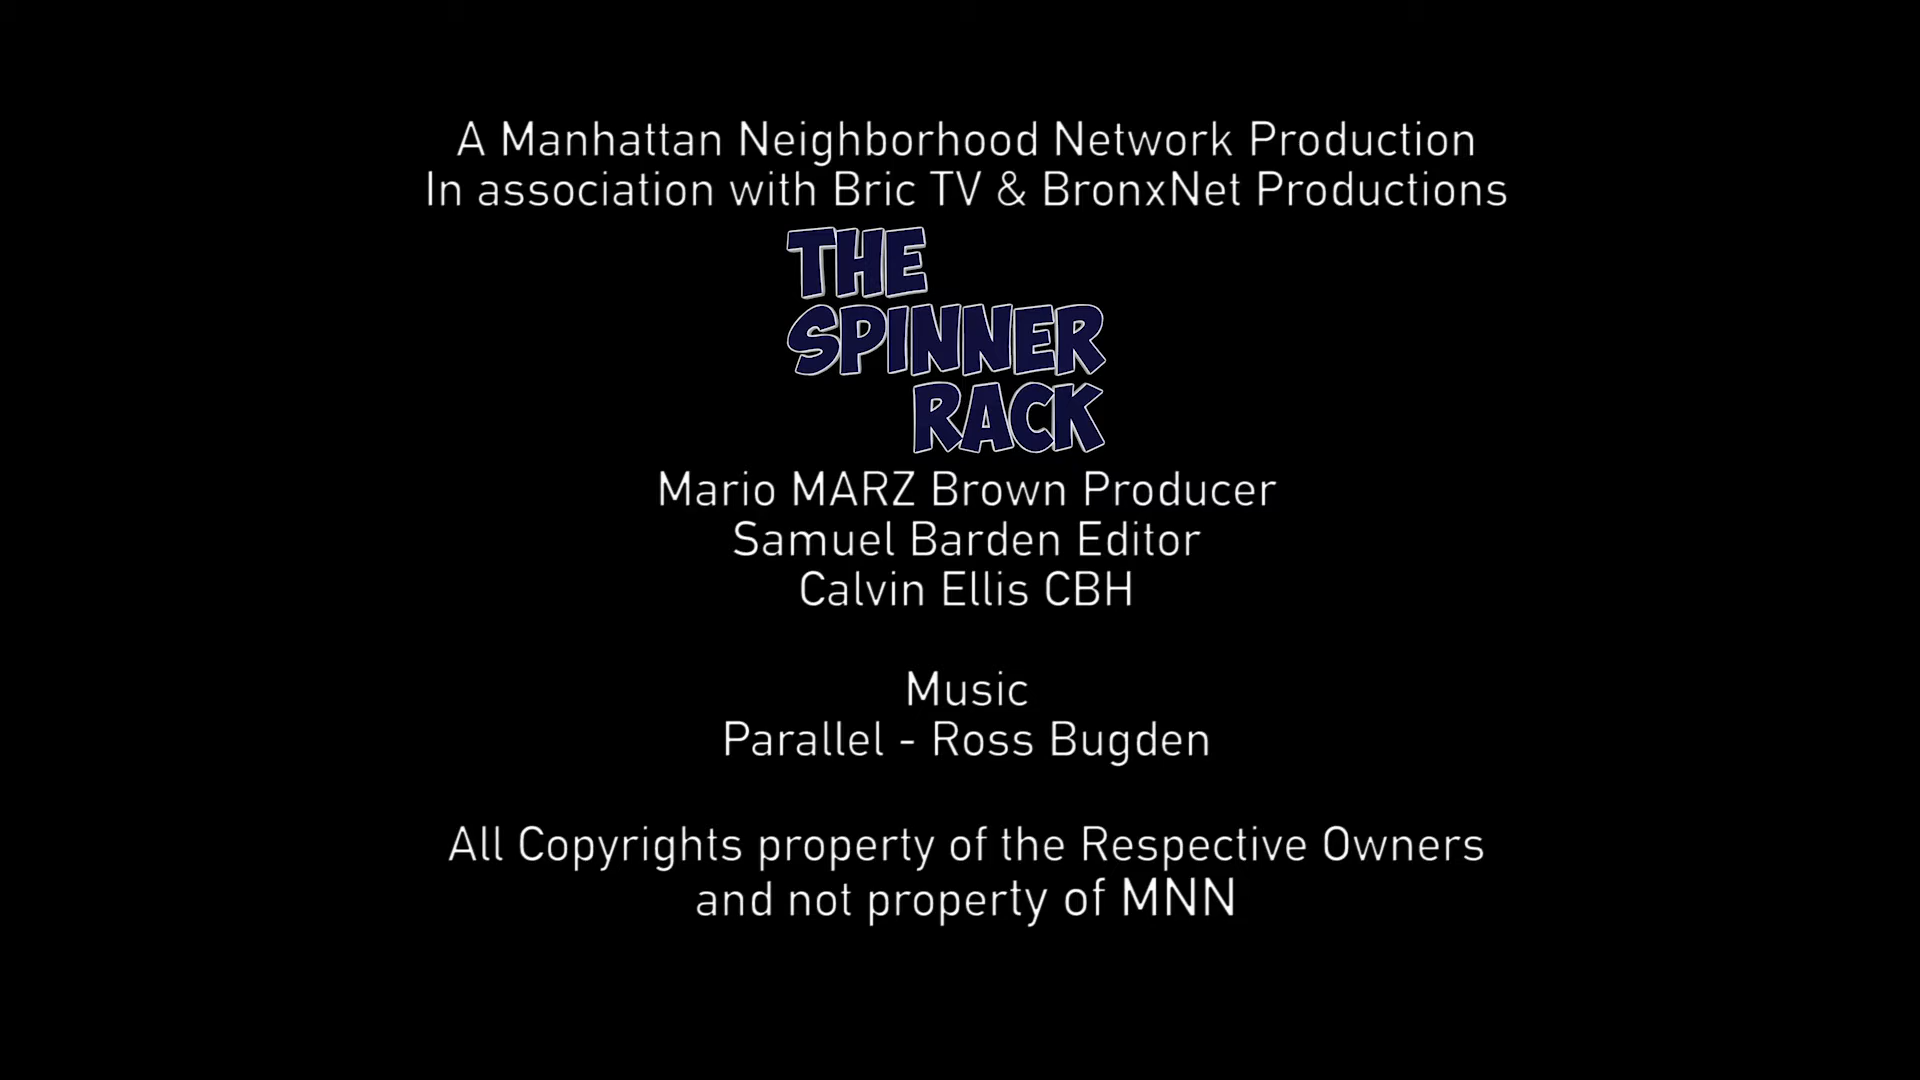 A Manhattan Neighborhood Network Production
In association with Bric TV & BronxNet Productions
THE
SPINNER
RACK
Mario MARZ Brown Producer
Samuel Barden Editor
Calvin Ellis CBH
Music
Parallel - Ross Bugden
All Copyrights property of the Respective Owners
and not property of MNN